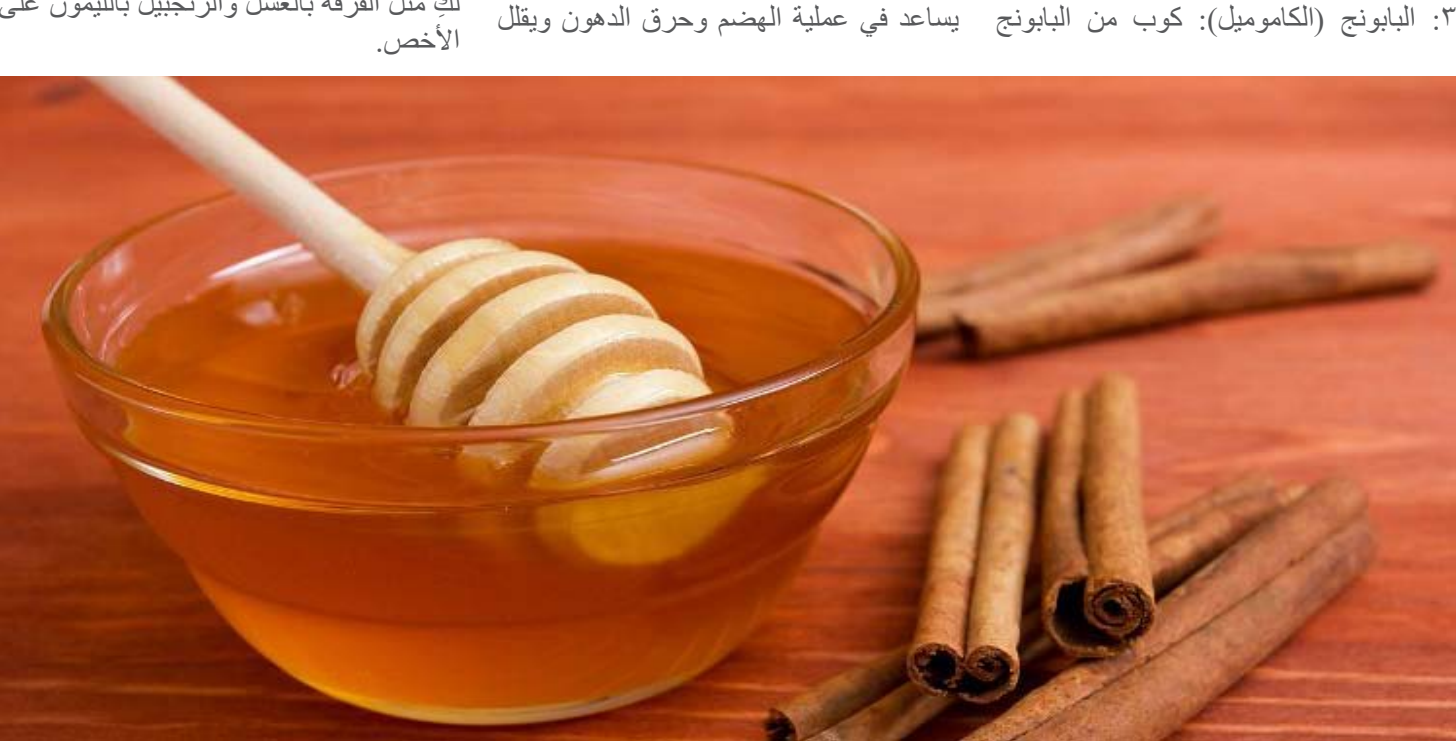 ٣: البابونج (الكاموميل): كوب من البابونج
يساعد في عملية الهضم وحرق الدهون ويقلل
لكِ مثل القرفة بالعسل والزنجبيل بالليمون على
الأخص.